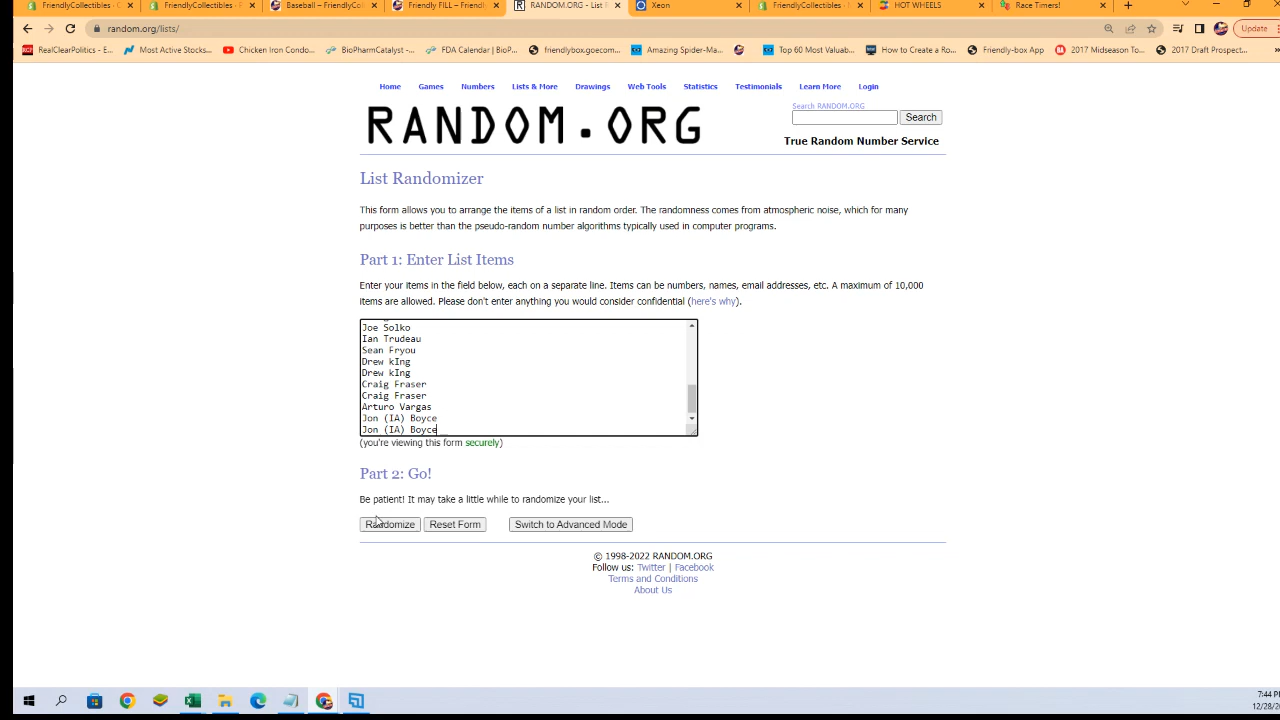 FriendlyCollectibles - C
FriendlyCollectibles - F
Baseball – FriendlyCol
Friendly FILL – Friendl
RANDOM.ORG - List R
Xeon
FriendlyCollectibles - F
HOT WHEELS
Race Timers!
random.org/lists/
Update
RealClearPolitics - E...
Most Active Stocks...
Chicken Iron Condo...
BioPharmCatalyst -...
FDA Calendar | BioP...
friendlybox.goecom...
Amazing Spider-Ma...
Top 60 Most Valuab...
How to Create a Ro...
Friendly-box App
2017 Midseason To...
2017 Draft Prospect...
Home
Games
Numbers
Lists & More
Drawings
Web Tools
Statistics
Testimonials
Learn More
Login
Search RANDOM.ORG
Search
RANDOM.ORG
True Random Number Service
List Randomizer
This form allows you to arrange the items of a list in random order. The randomness comes from atmospheric noise, which for many
purposes is better than the pseudo-random number algorithms typically used in computer programs.
Part 1: Enter List Items
Enter your items in the field below, each on a separate line. Items can be numbers, names, email addresses, etc. A maximum of 10,000
items are allowed. Please don't enter anything you would consider confidential (here's why).
Joe Solko
Ian Trudeau
Sean Fryou
Drew kIng
Drew kIng
Craig Fraser
Craig Fraser
Arturo Vargas
Jon (IA) Boyce
Jon (IA) Boyce
(you're viewing this form securely)
Part 2: Go!
Be patient! It may take a little while to randomize your list...
Randomize
Reset Form
Switch to Advanced Mode
© 1998-2022 RANDOM.ORG
Follow us: Twitter | Facebook
Terms and Conditions
About Us
7:44 P
12/28/2